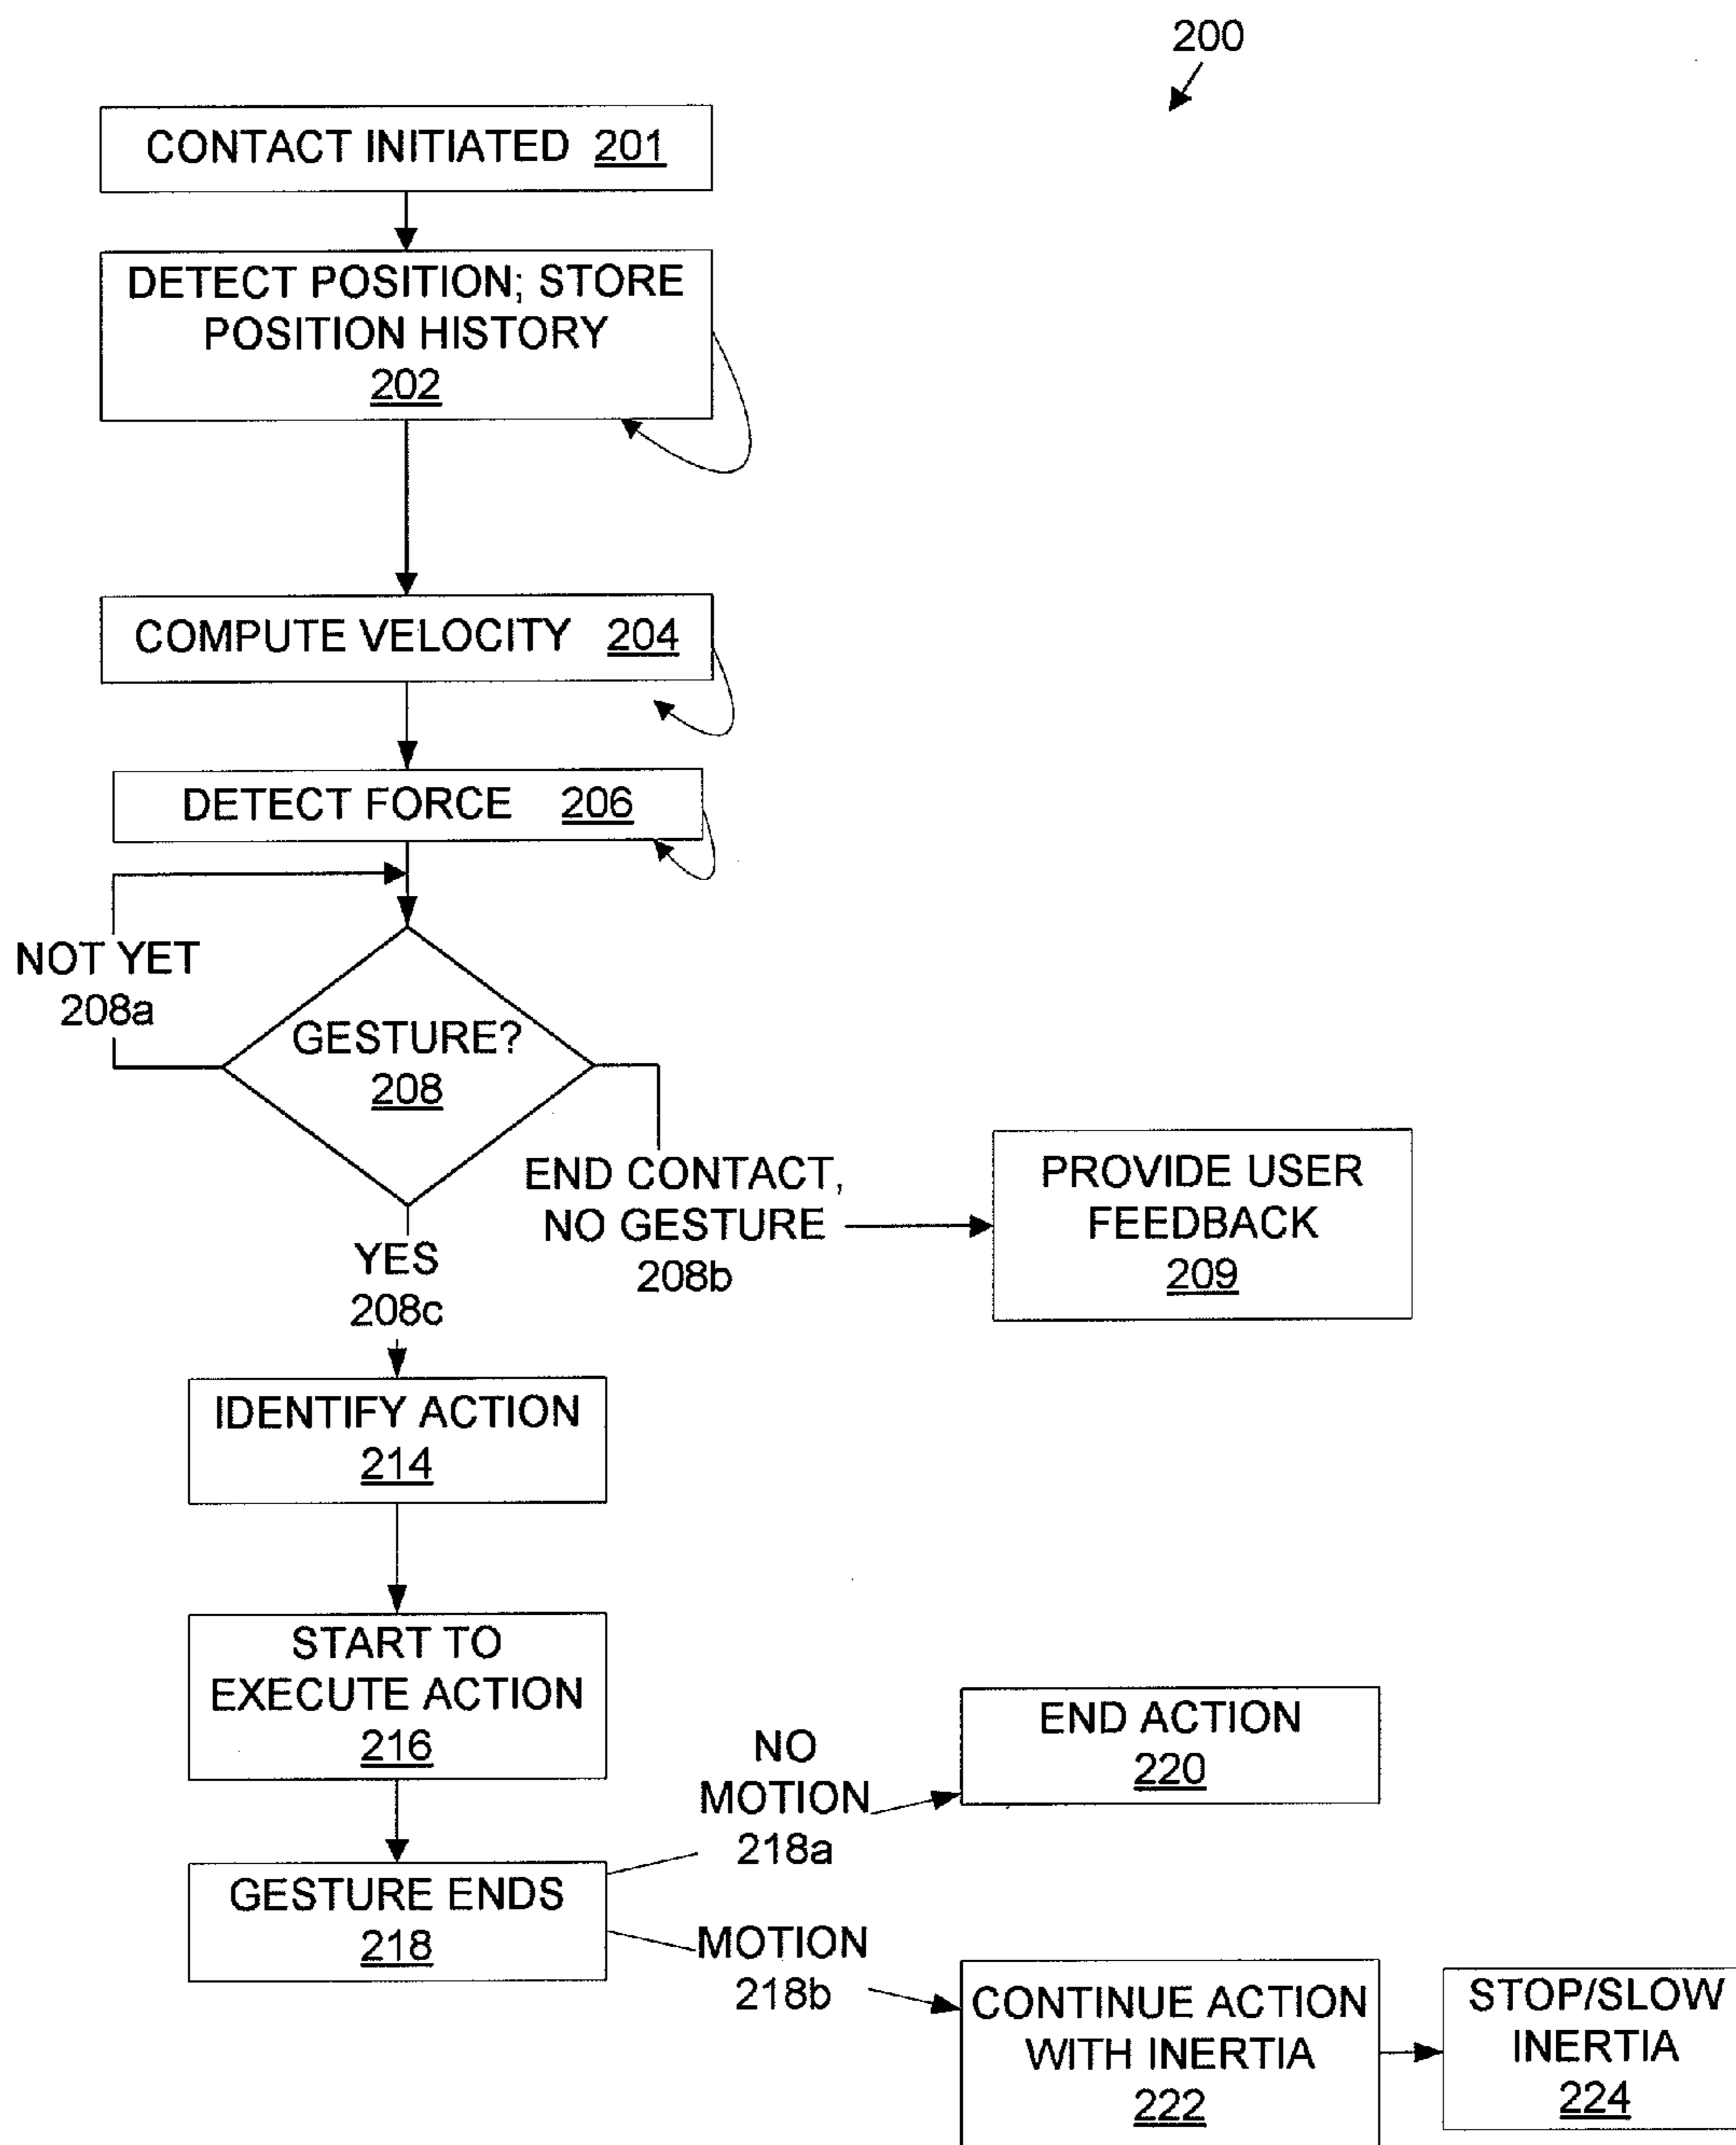 200
CONTACT INITIATED 201
DETECT POSITION; STORE
POSITION HISTORY
202
COMPUTE VELOCITY 204
DETECT FORCE 206
NOT YET
208a
GESTURE?
208
END CONTACT,
NO GESTURE
208b
PROVIDE USER
FEEDBACK
209
YES
208c
IDENTIFY ACTION
214
START TO
EXECUTE ACTION
216
GESTURE ENDS
218
NO
MOTION
218a
END ACTION
220
MOTION
218b
CONTINUE ACTION
WITH INERTIA
222
STOP/SLOW
INERTIA
224